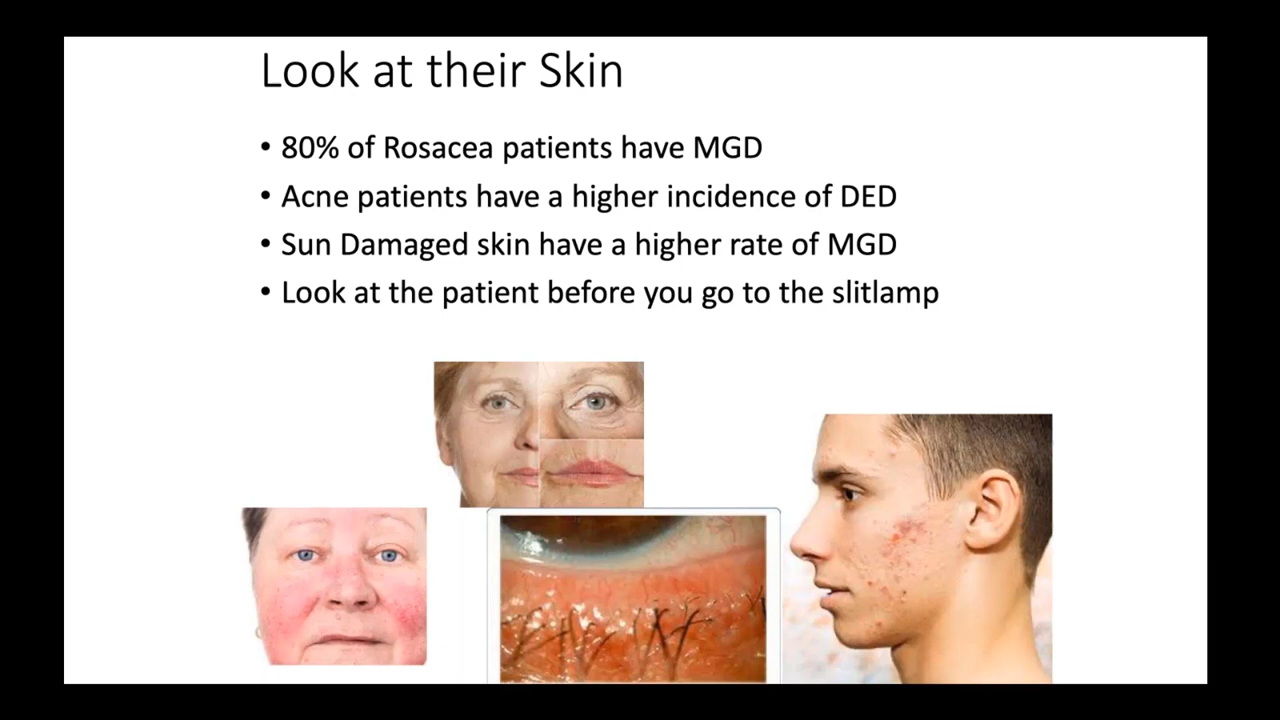 Look at their Skin
• 80% of Rosacea patients have MGD
• Acne patients have a higher incidence of DED
• Sun Damaged skin have a higher rate of MGD
• Look at the patient before you go to the slitlamp